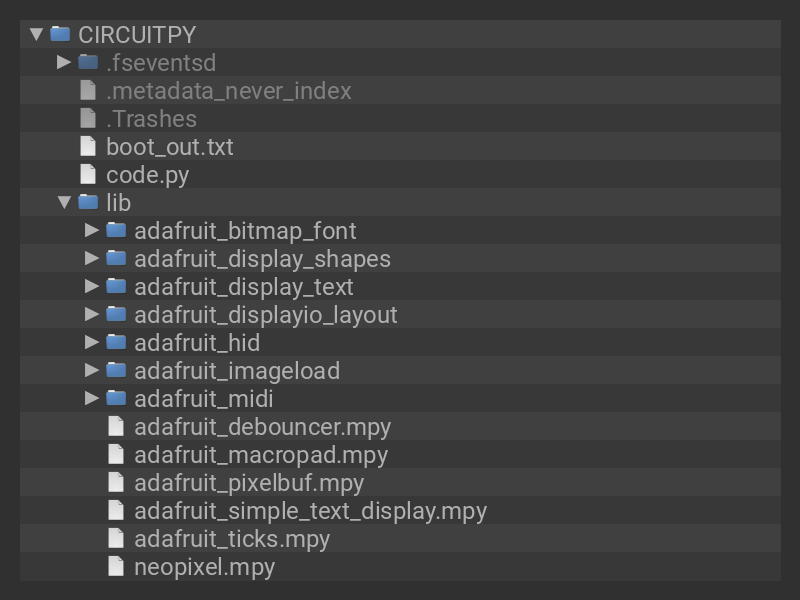 CIRCUITPY
.fseventsd
.metadata_never_index
.Trashes
boot_out.txt
code.py
lib
adafruit_bitmap_font
adafruit_display_shapes
adafruit_display_text
adafruit_displayio_layout
adafruit_hid
adafruit_imageload
adafruit_midi
adafruit_debouncer.mpy
adafruit_macropad.mpy
adafruit_pixelbuf.mpy
adafruit_simple_text_display.mpy
adafruit_ticks.mpy
neopixel.mpy